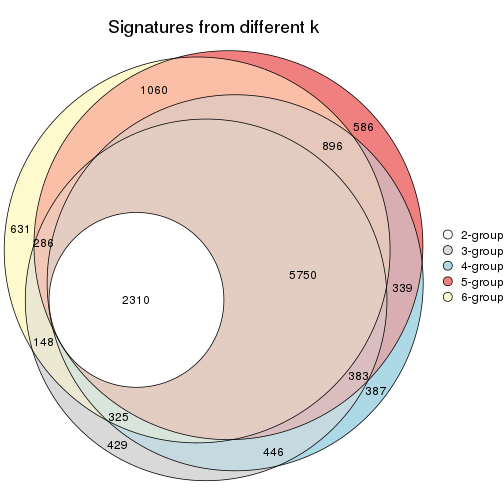 Signatures from different k
1060
586
896
631
286
5750
2310
339
148
383
387
325
429
446
2-group
3-group
4-group
5-group
6-group